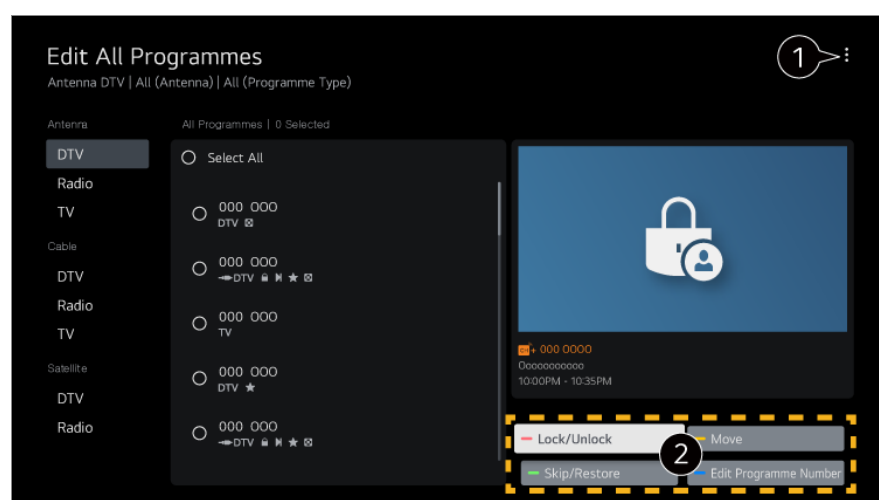 Edit All Programmes
Antenna DTV | All (Antenna) | All (Programme Type)
1
Antenna
DTV
Radio
TV
Cable
DTV
Radio
TV
Satellite
DTV
Radio
All Programmes | 0 Selected
Select All
000 000
DTV
000 000
DTV
000 000
TV
000 000
DTV ★
000 000
DTV
CH+ 000 0000
Ooooooooooo
10:00PM - 10:35PM
Lock/Unlock
Move
2
Skip/Restore
Edit Programme Number